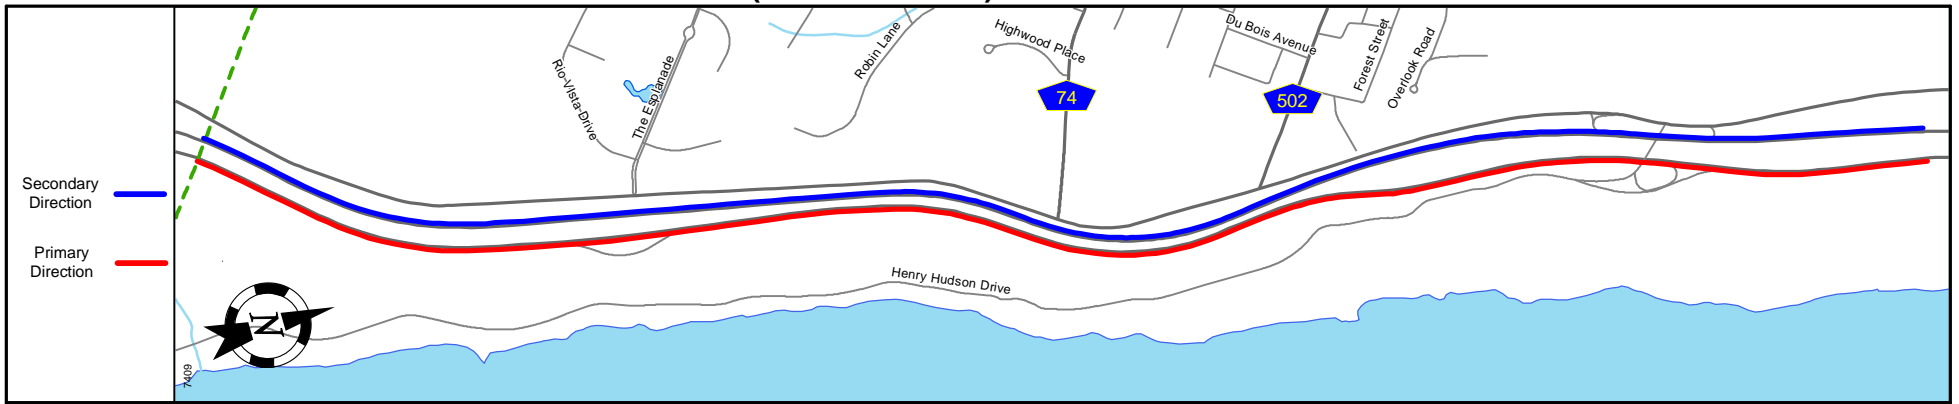 Rio-Vista-Drive
The Esplanade
Robin Lane
Highwood Place
74
Du Bois Avenue
502
Forest Street
Overlook Road
Secondary
Direction
Primary
Direction
Henry Hudson Drive
N
7409